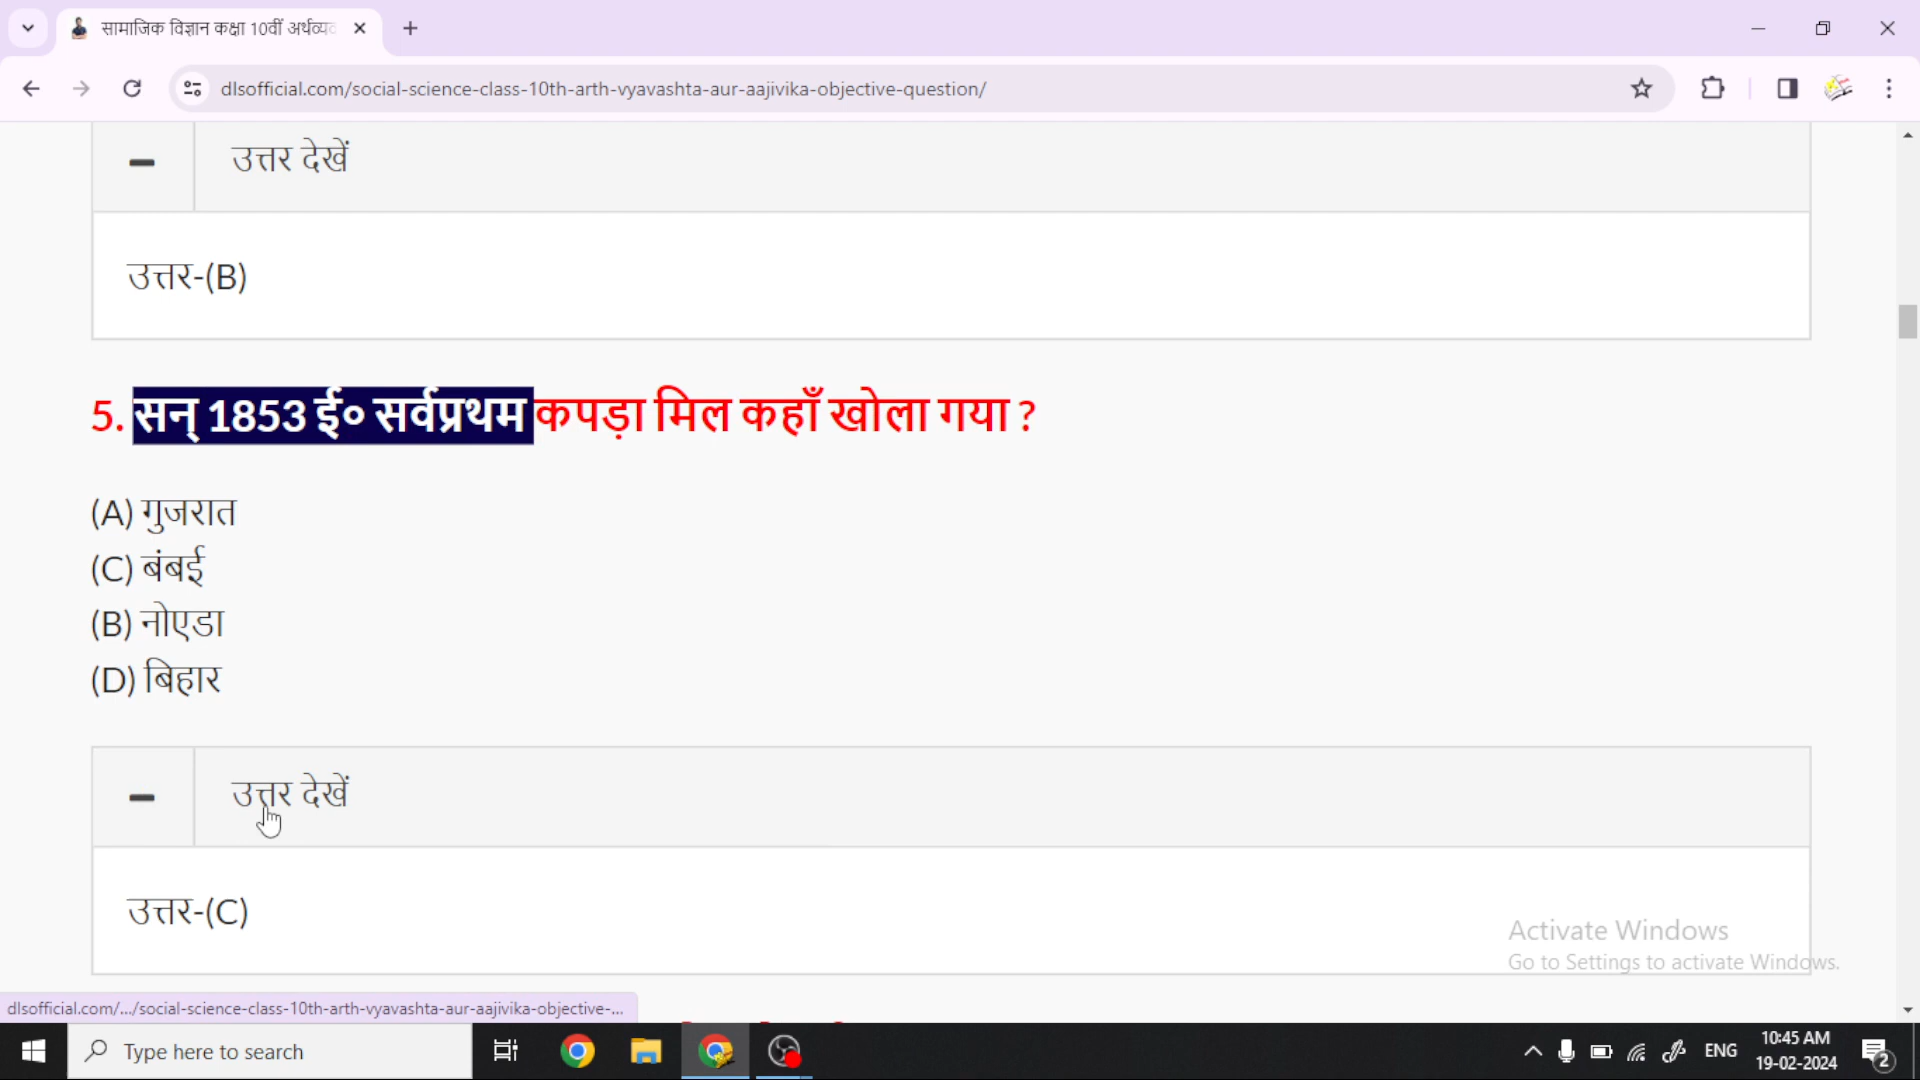 सामाजिक विज्ञान कक्षा 10वीं अर्थव्यव
dlsofficial.com/social-science-class-10th-arth-vyavashta-aur-aajivika-objective-question/
उत्तर देखें
उत्तर-(B)
5. सन् 1853 ई० सर्वप्रथम कपड़ा मिल कहाँ खोला गया ?
(A) गुजरात
(C) बंबई
(B) नोएडा
(D) बिहार
उत्तर देखें
उत्तर-(C)
Activate Windows
Go to Settings to activate Windows.
dlsofficial.com/.../social-science-class-10th-arth-vyavashta-aur-aajivika-objective-...
Type here to search
ENG
10:45 AM
19-02-2024
2